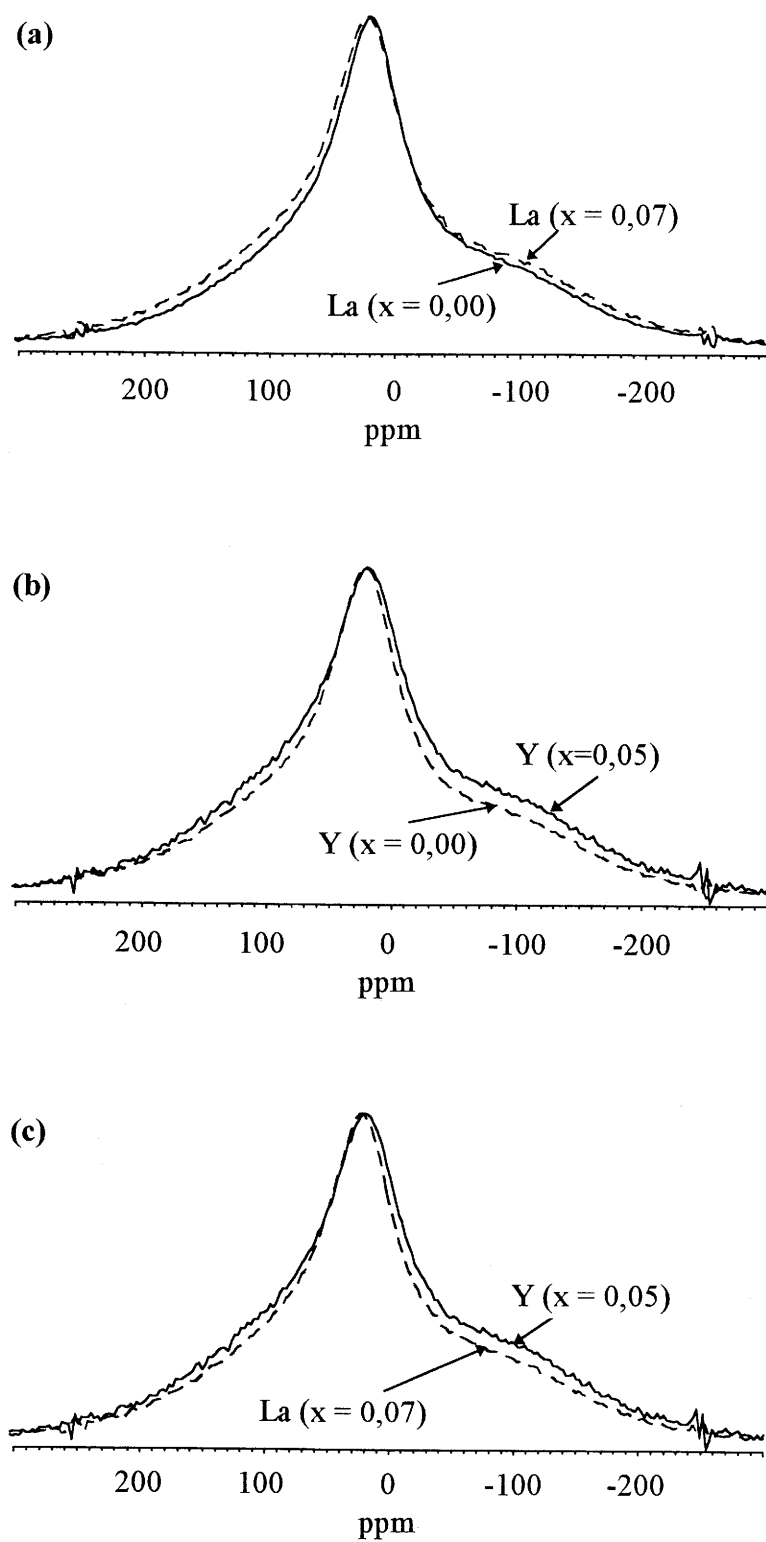 (a)
La (x = 0,07)
La (x = 0,00)
200 100 0 -100 -200
ppm
(b)
Y (x=0,05)
Y (x = 0,00)
200 100 0 -100 -200
ppm
(c)
Y (x = 0,05)
La (x = 0,07)
200 100 0 -100 -200
ppm